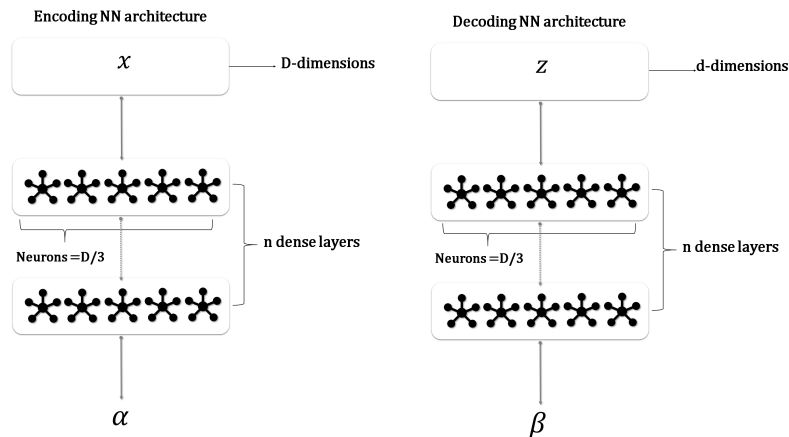 Encoding NN architecture
x
D-dimensions
Neurons=D/3
n dense layers
α
Decoding NN architecture
z
d-dimensions
Neurons=D/3
n dense layers
β